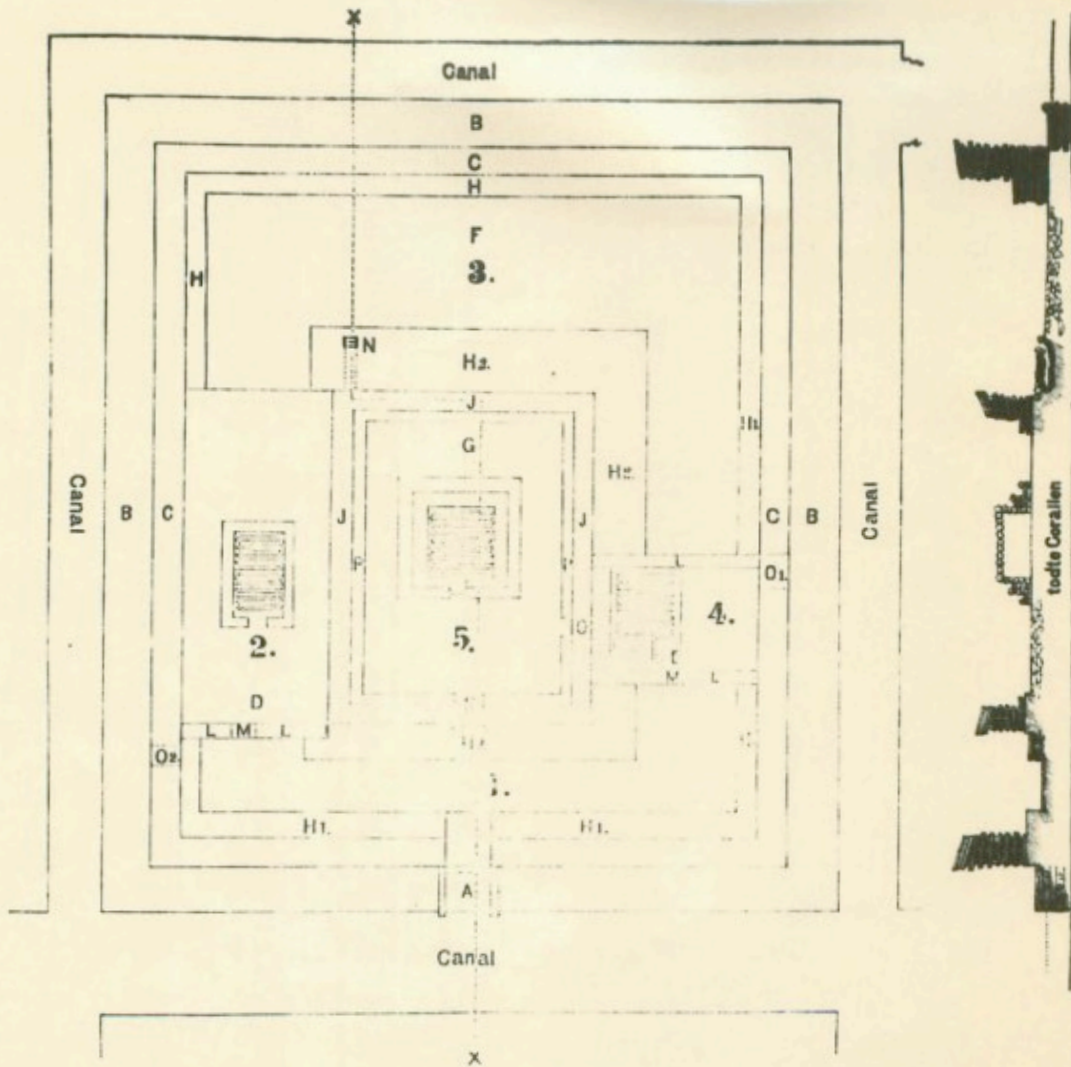 X
Canal
B
C
H
F
3.
H
N
H2.
J
G
H2.
Canal
B
C
J
J
C
B
Canal
todte Corallen
O1.
P
2.
5.
4.
M
L
D
L
M
L
O2.
H1.
H1.
A
Canal
X